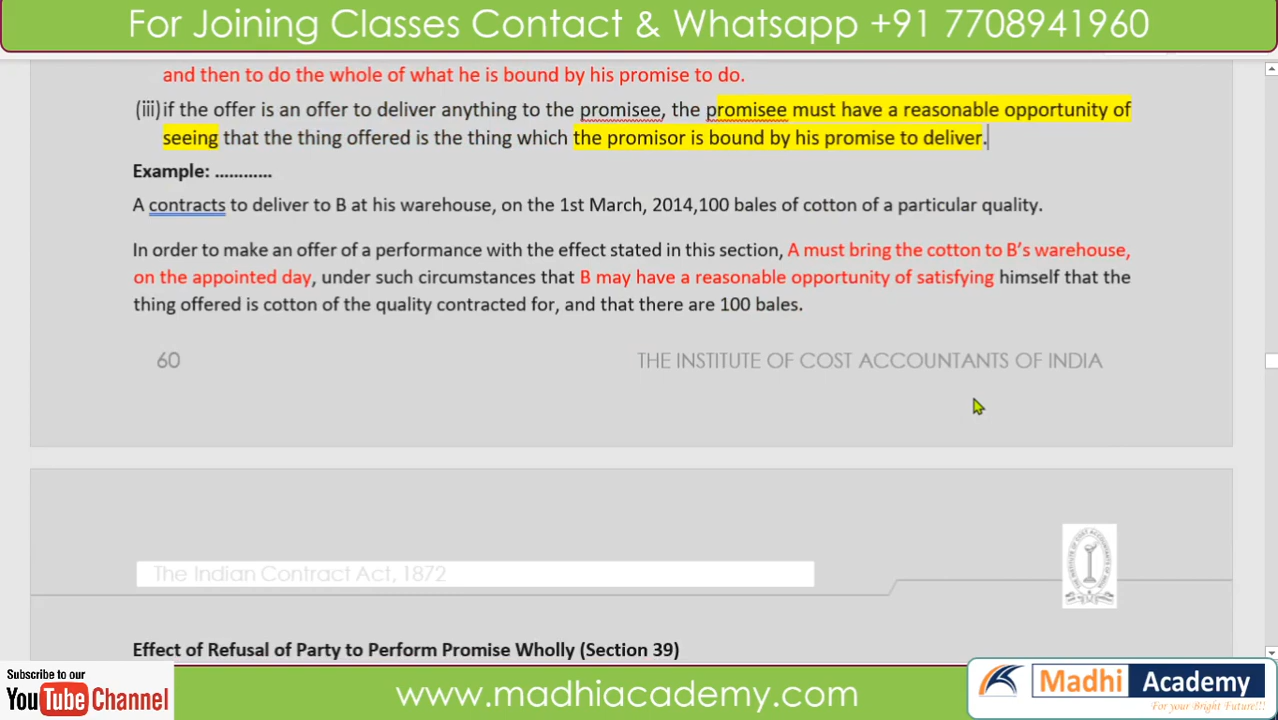 For Joining Classes Contact & Whatsapp +91 7708941960
and then to do the whole of what he is bound by his promise to do.
(iii) if the offer is an offer to deliver anything to the promisee, the promisee must have a reasonable opportunity of
seeing that the thing offered is the thing which the promisor is bound by his promise to deliver.
Example: ............
A contracts to deliver to B at his warehouse, on the 1st March, 2014,100 bales of cotton of a particular quality.
In order to make an offer of a performance with the effect stated in this section, A must bring the cotton to B's warehouse,
on the appointed day, under such circumstances that B may have a reasonable opportunity of satisfying himself that the
thing offered is cotton of the quality contracted for, and that there are 100 bales.
60 THE INSTITUTE OF COST ACCOUNTANTS OF INDIA
The Indian Contract Act, 1872
Effect of Refusal of Party to Perform Promise Wholly (Section 39)
Subscribe to our
YouTube Channel
www.madhiacademy.com
Madhi Academy
For your Bright Future!!!